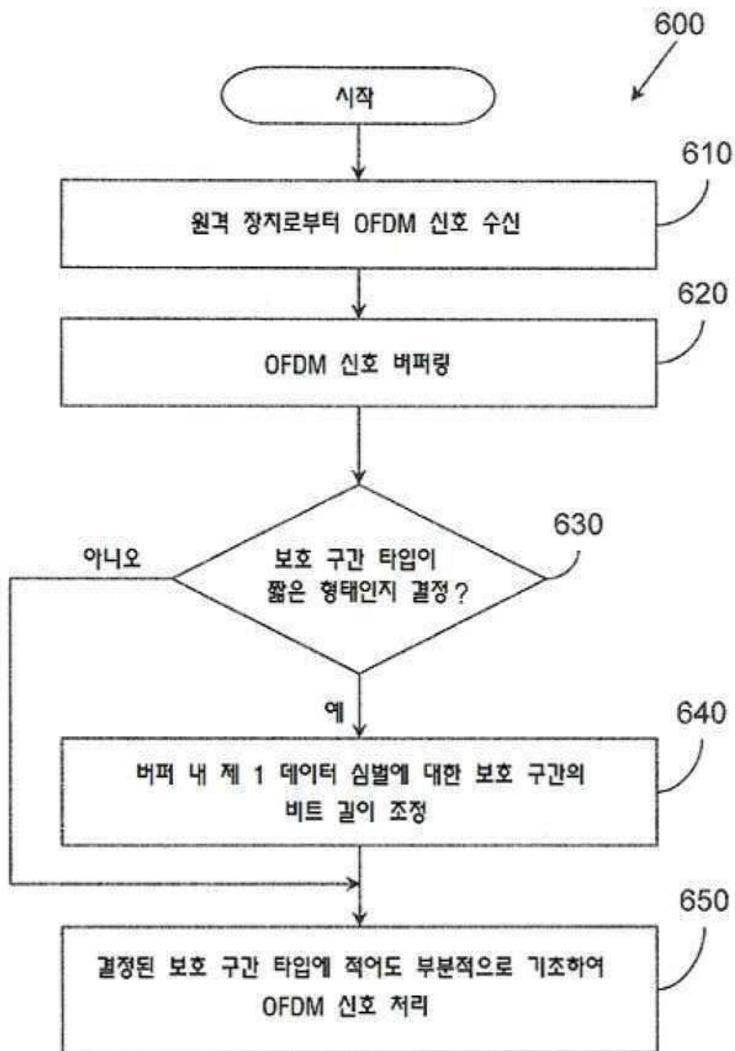 600
시작
610
원격 장치로부터 OFDM 신호 수신
620
OFDM 신호 버퍼링
630
아니오
보호 구간 타입이
짧은 형태인지 결정?
예
640
버퍼 내 제 1 데이터 심벌에 대한 보호 구간의
비트 길이 조정
650
결정된 보호 구간 타입에 적어도 부분적으로 기초하여
OFDM 신호 처리